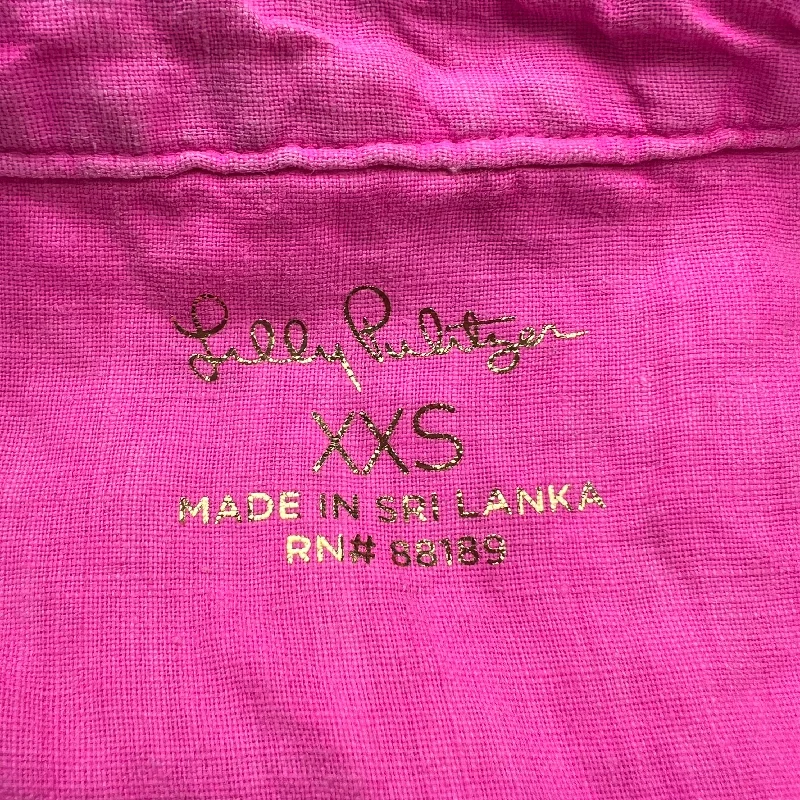 Lilly Pulitzer
XXS
MADE IN SRI LANKA
RN# 68189